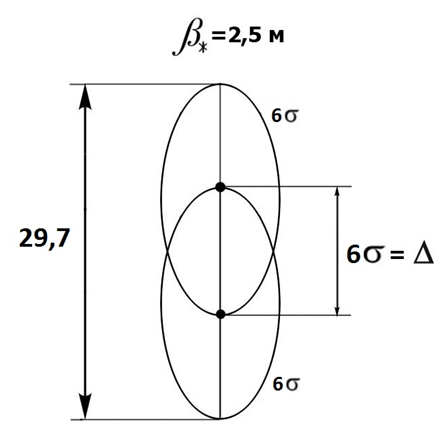 β* = 2,5 м
6σ
29,7
6σ = Δ
6σ